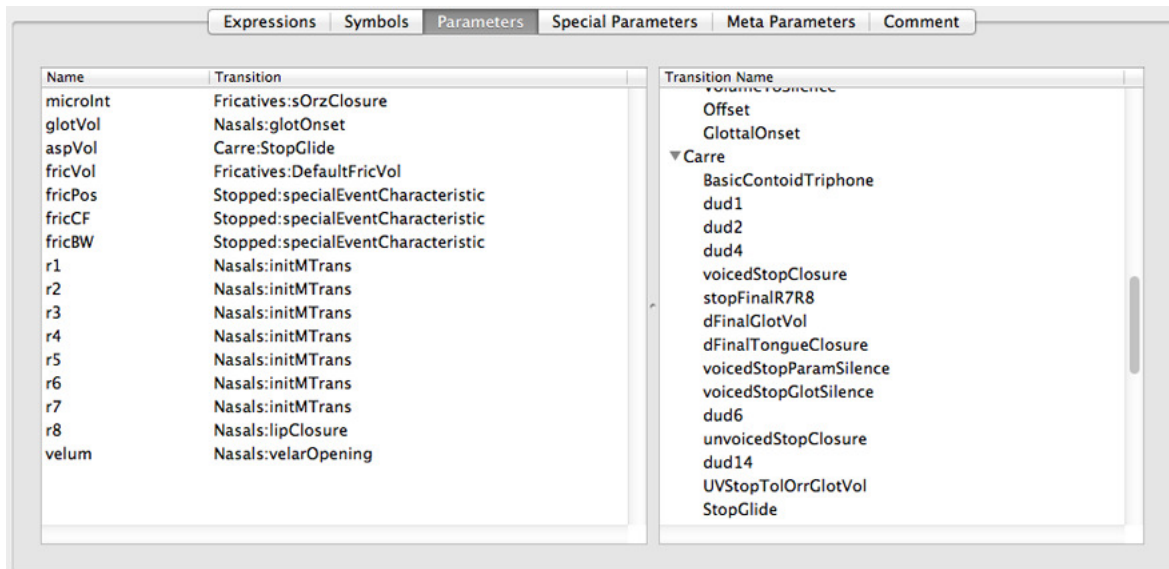 Expressions Symbols Parameters Special Parameters Meta Parameters Comment
Name Transition
microInt Fricatives:sOrzClosure
glotVol Nasals:glotOnset
aspVol Carre:StopGlide
fricVol Fricatives:DefaultFricVol
fricPos Stopped:specialEventCharacteristic
fricCF Stopped:specialEventCharacteristic
fricBW Stopped:specialEventCharacteristic
r1 Nasals:initMTrans
r2 Nasals:initMTrans
r3 Nasals:initMTrans
r4 Nasals:initMTrans
r5 Nasals:initMTrans
r6 Nasals:initMTrans
r7 Nasals:initMTrans
r8 Nasals:lipClosure
velum Nasals:velarOpening
Transition Name
VolumeToSilence
Offset
GlottalOnset
Carre
BasicContoidTriphone
dud1
dud2
dud4
voicedStopClosure
stopFinalR7R8
dFinalGlotVol
dFinalTongueClosure
voicedStopParamSilence
voicedStopGlotSilence
dud6
unvoicedStopClosure
dud14
UVStopTolOrrGlotVol
StopGlide